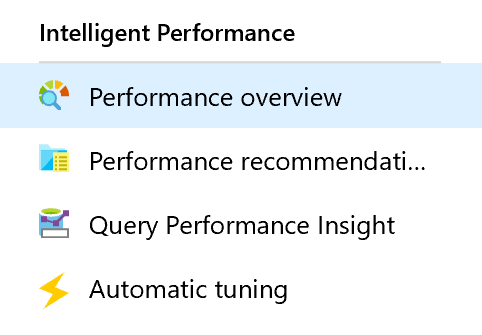 Intelligent Performance
Performance overview
Performance recommendati...
Query Performance Insight
Automatic tuning